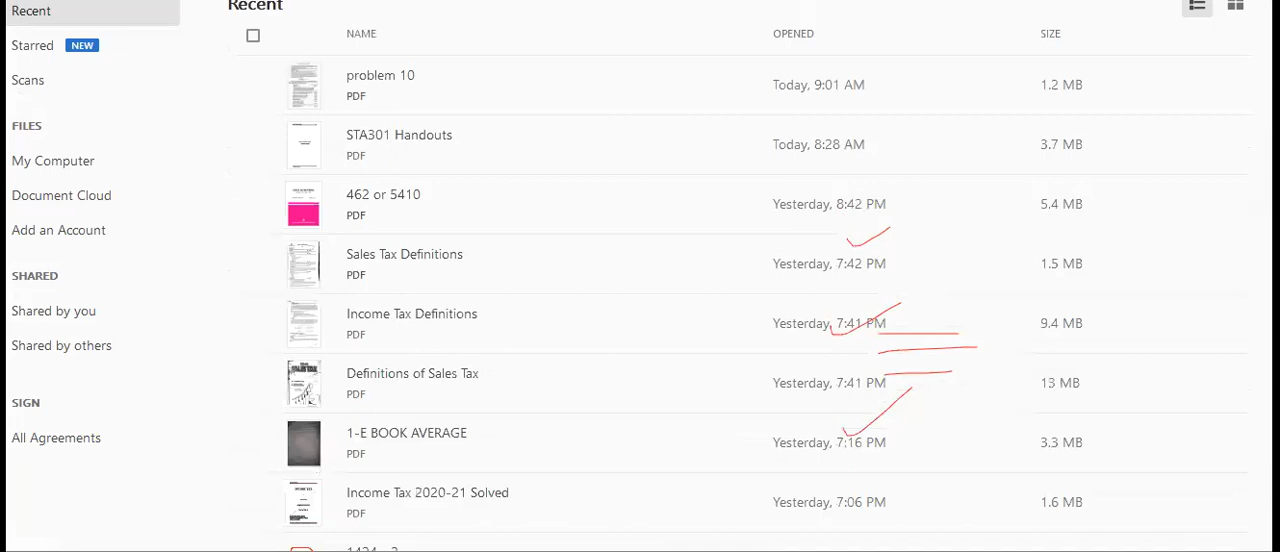 Recent
Recent
Starred NEW
Scans
FILES
My Computer
Document Cloud
Add an Account
SHARED
Shared by you
Shared by others
SIGN
All Agreements
NAME OPENED SIZE
problem 10
PDF
Today, 9:01 AM 1.2 MB
STA301 Handouts
PDF
Today, 8:28 AM 3.7 MB
462 or 5410
PDF
Yesterday, 8:42 PM 5.4 MB
Sales Tax Definitions
PDF
Yesterday, 7:42 PM 1.5 MB
Income Tax Definitions
PDF
Yesterday, 7:41 PM 9.4 MB
Definitions of Sales Tax
PDF
Yesterday, 7:41 PM 13 MB
1-E BOOK AVERAGE
PDF
Yesterday, 7:16 PM 3.3 MB
Income Tax 2020-21 Solved
PDF
Yesterday, 7:06 PM 1.6 MB